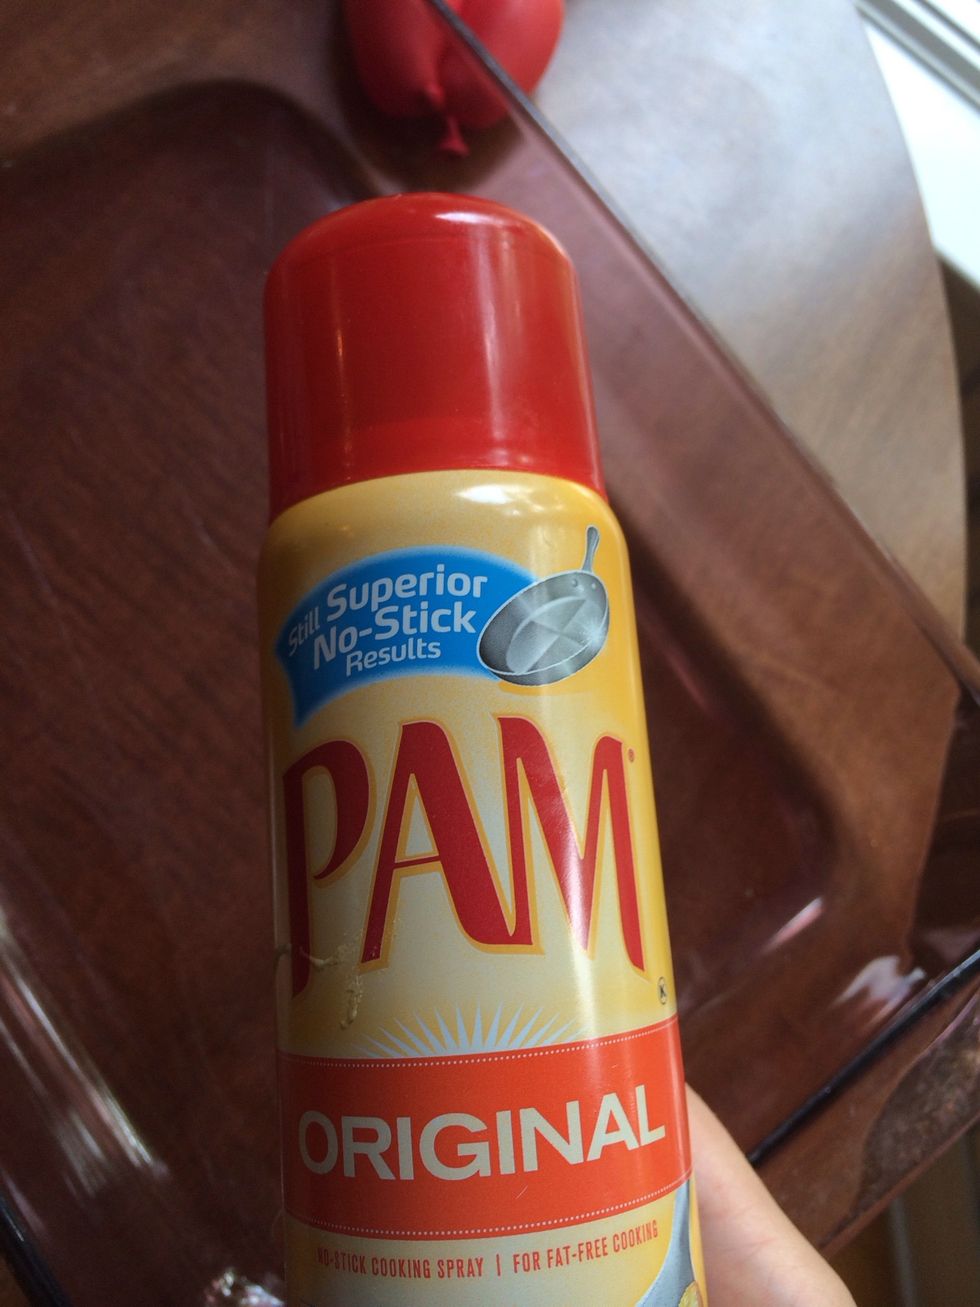 Still Superior
No-Stick
Results
PAM®
K
ORIGINAL
NO-STICK COOKING SPRAY | FOR FAT-FREE COOKING